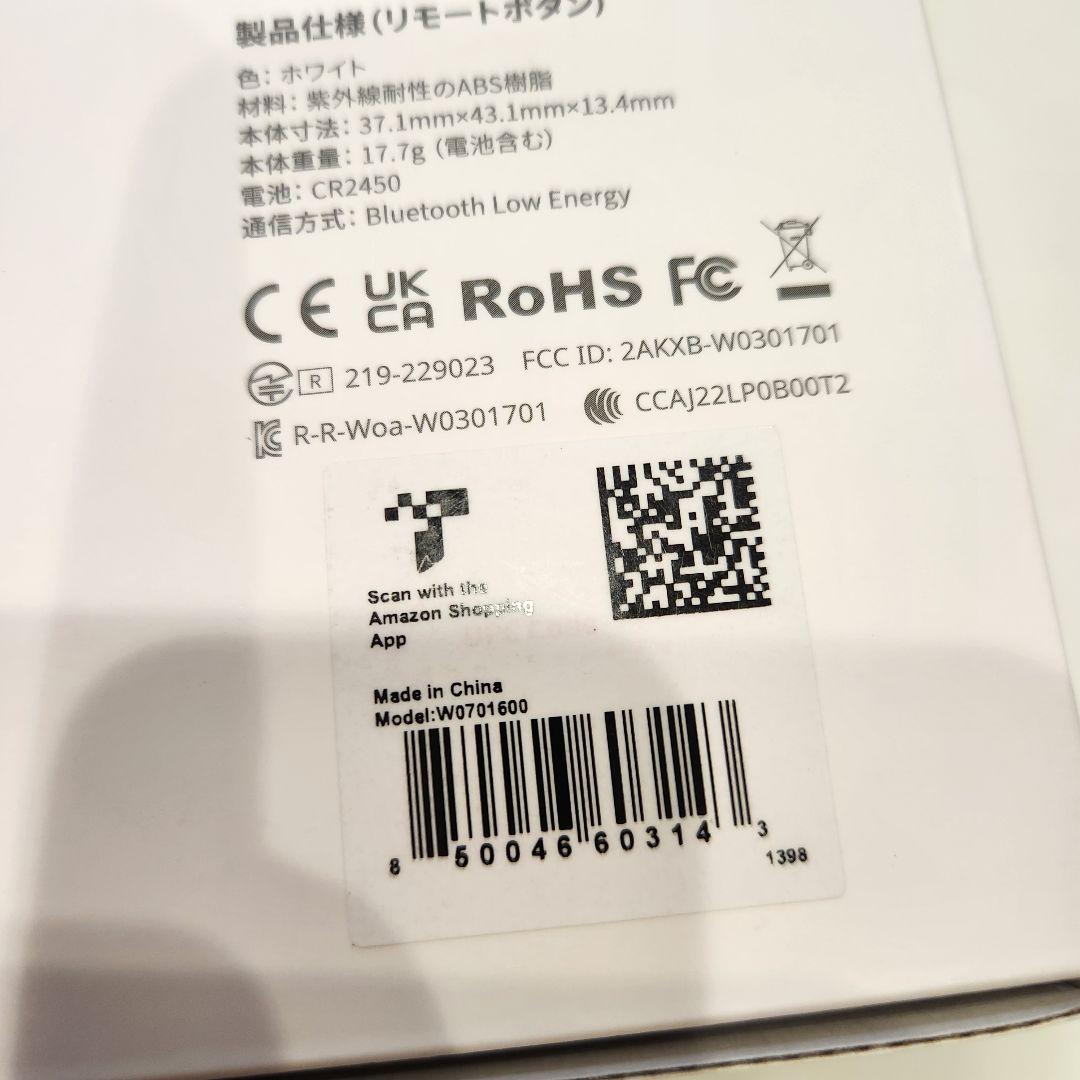 製品仕様(リモートボタン)
色: ホワイト
材料: 紫外線耐性のABS樹脂
本体寸法: 37.1mm×43.1mm×13.4mm
本体重量: 17.7g (電池含む)
電池: CR2450
通信方式: Bluetooth Low Energy
CE UK CA RoHS FC
R 219-229023 FCC ID: 2AKXB-W0301701
R-R-Woa-W0301701 CCAJ22LP0B00T2
Scan with the
Amazon Shopping
App
UPC Code
Made in China
Model:W0701600
8 50046 60314 3
1398